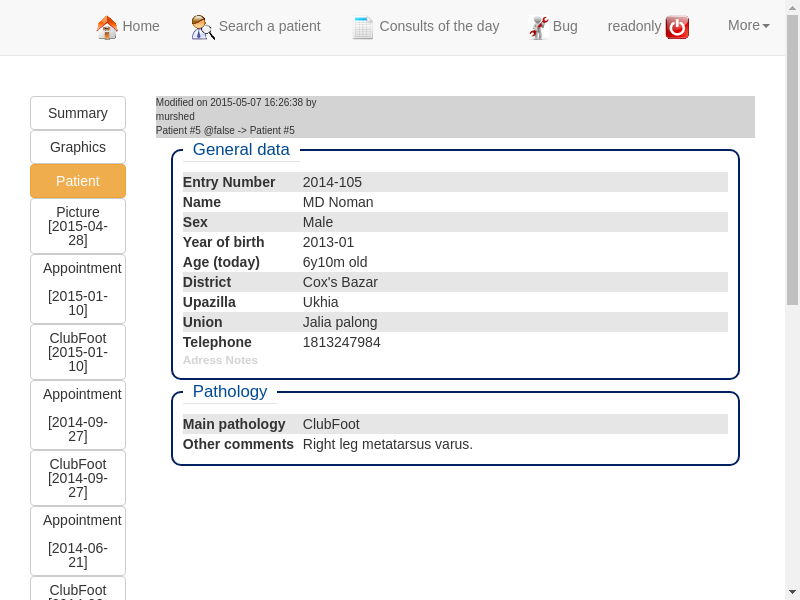 Home
Search a patient
Consults of the day
Bug
readonly
More
Summary
Graphics
Patient
Picture
[2015-04-
28]
Appointment
[2015-01-
10]
ClubFoot
[2015-01-
10]
Appointment
[2014-09-
27]
ClubFoot
[2014-09-
27]
Appointment
[2014-06-
21]
ClubFoot
Modified on 2015-05-07 16:26:38 by
murshed
Patient #5 @false -> Patient #5
General data
Entry Number 2014-105
Name MD Noman
Sex Male
Year of birth 2013-01
Age (today) 6y10m old
District Cox's Bazar
Upazilla Ukhia
Union Jalia palong
Telephone 1813247984
Adress Notes
Pathology
Main pathology ClubFoot
Other comments Right leg metatarsus varus.